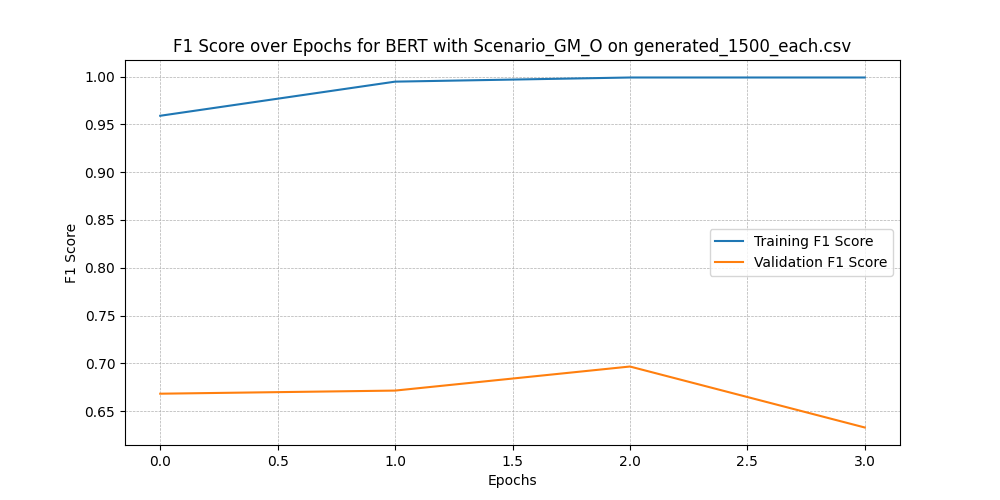 F1 Score over Epochs for BERT with Scenario_GM_O on generated_1500_each.csv
F1 Score
1.00
0.95
0.90
0.85
0.80
0.75
0.70
0.65
Training F1 Score
Validation F1 Score
0.0 0.5 1.0 1.5 2.0 2.5 3.0
Epochs